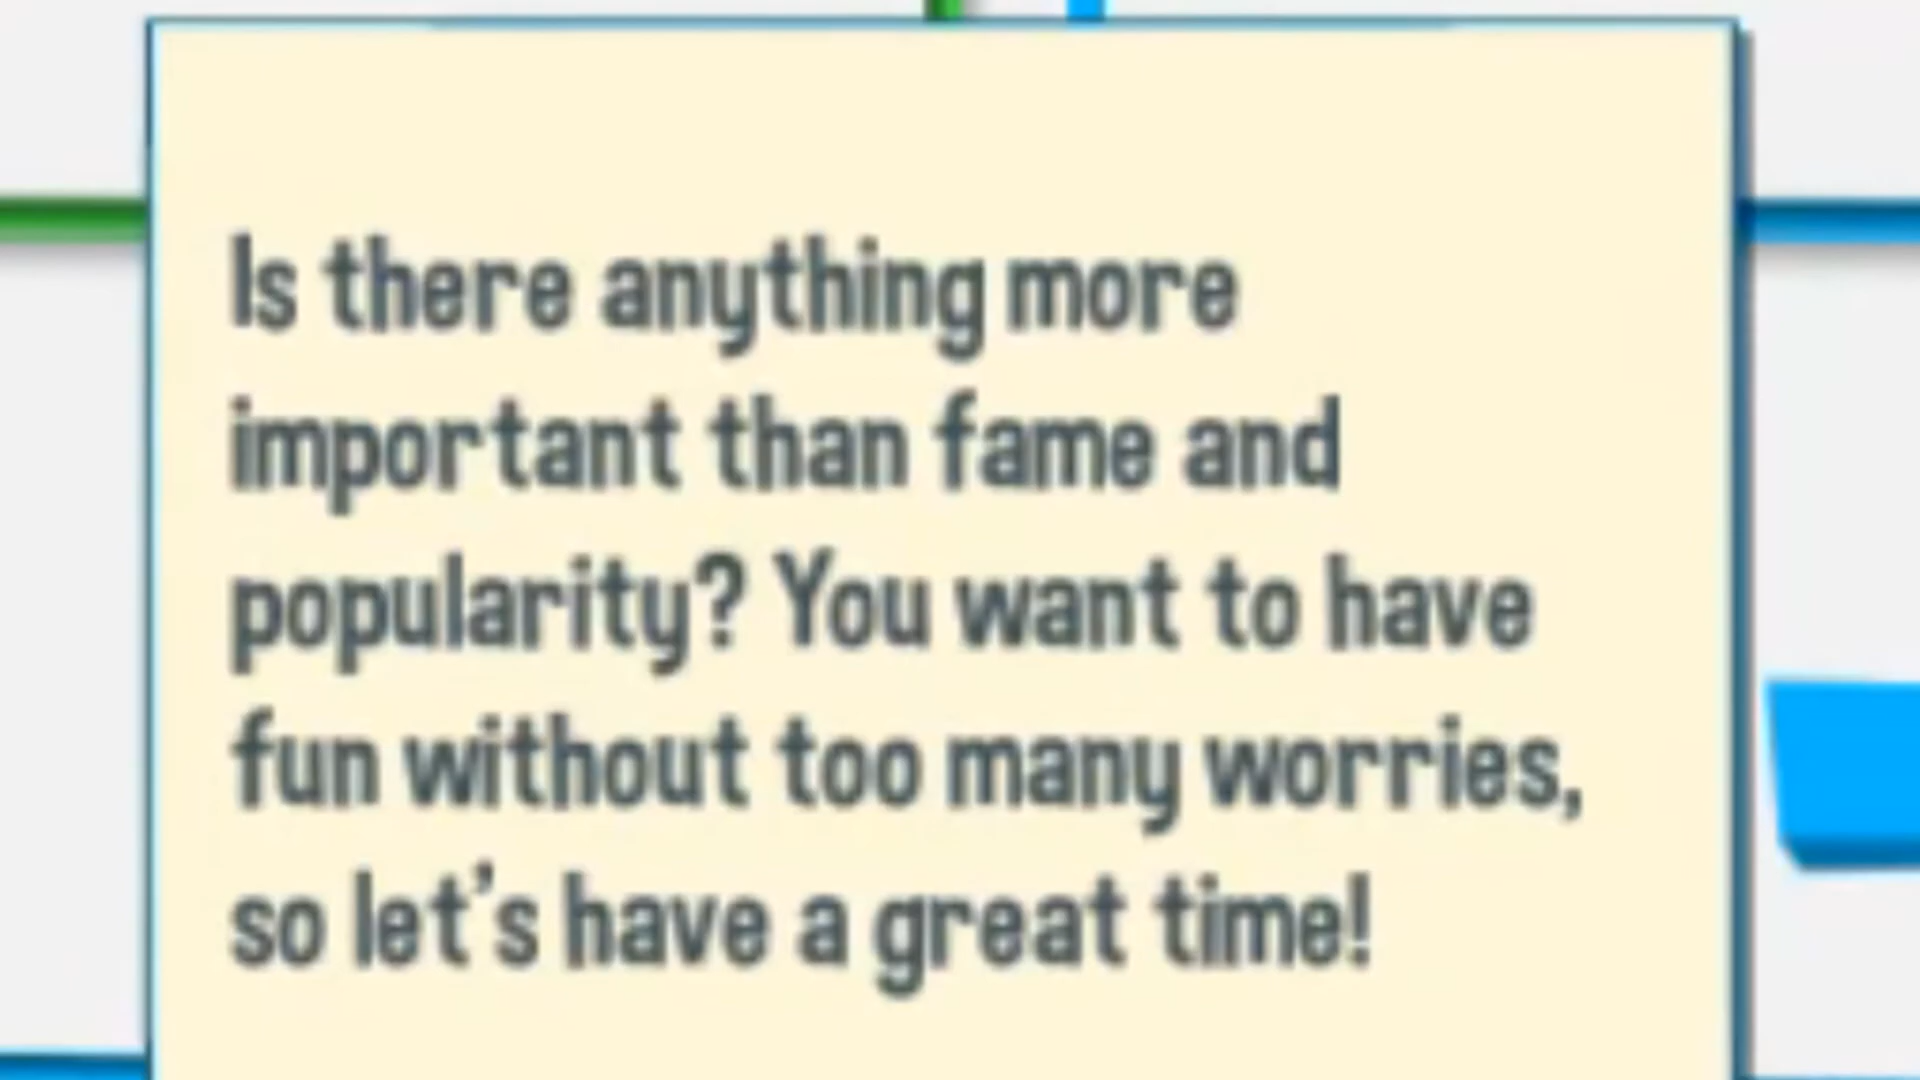 Is there anything more
important than fame and
popularity? You want to have
fun without too many worries,
so let's have a great time!